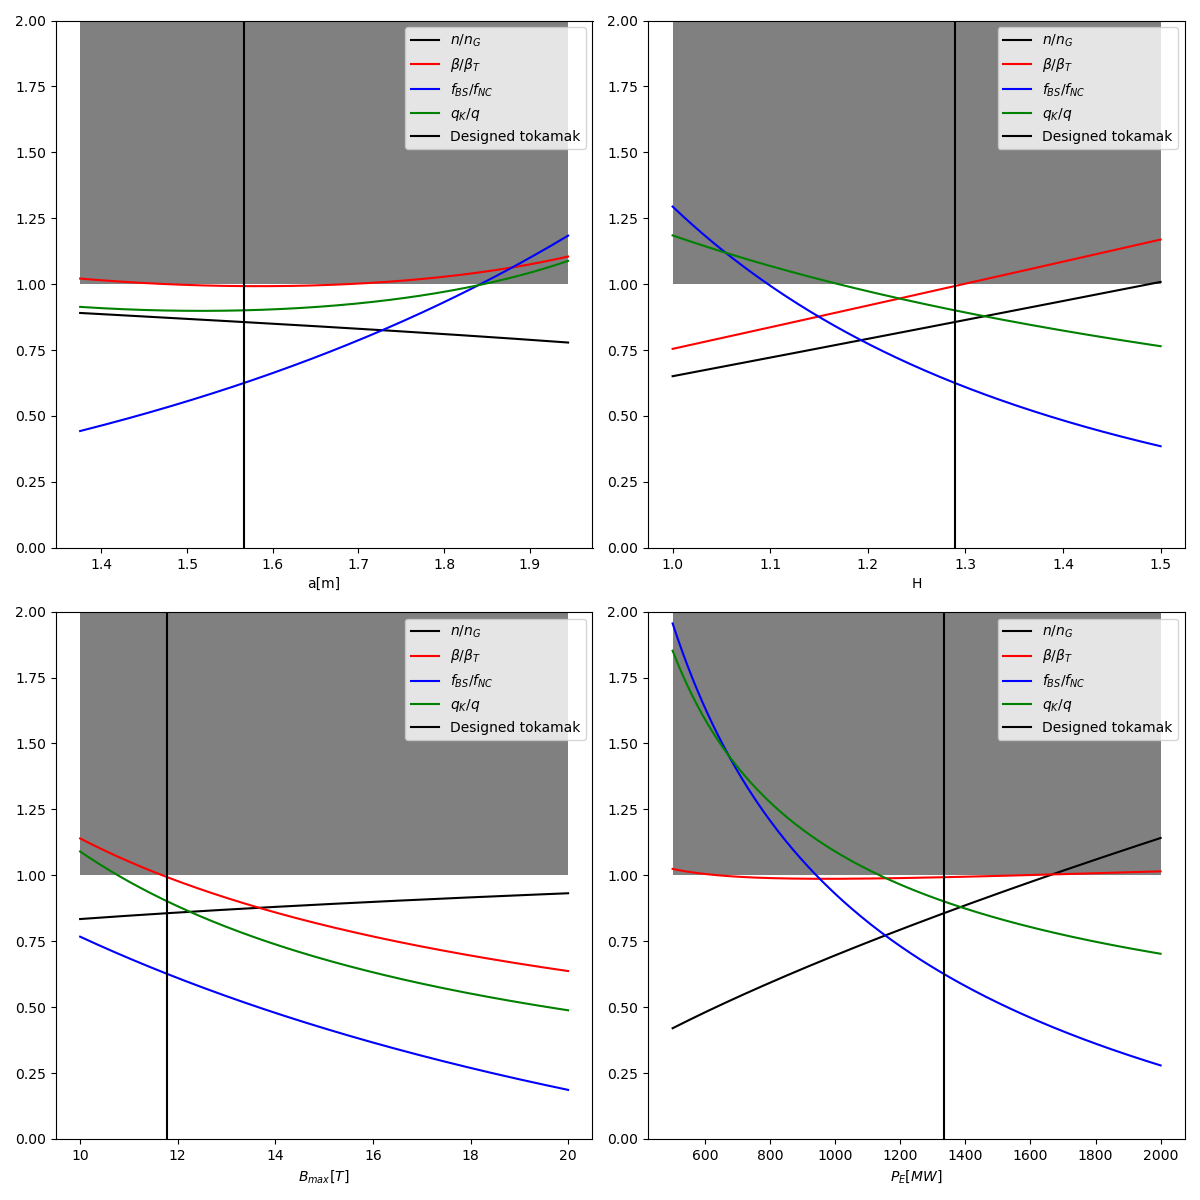 2.00
1.75
1.50
1.25
1.00
0.75
0.50
0.25
0.00
n/n_G
β/β_T
f_BS/f_NC
q_K/q
Designed tokamak
1.4 1.5 1.6 1.7 1.8 1.9
a[m]
2.00
1.75
1.50
1.25
1.00
0.75
0.50
0.25
0.00
n/n_G
β/β_T
f_BS/f_NC
q_K/q
Designed tokamak
1.0 1.1 1.2 1.3 1.4 1.5
H
2.00
1.75
1.50
1.25
1.00
0.75
0.50
0.25
0.00
n/n_G
β/β_T
f_BS/f_NC
q_K/q
Designed tokamak
10 12 14 16 18 20
B_max[T]
2.00
1.75
1.50
1.25
1.00
0.75
0.50
0.25
0.00
n/n_G
β/β_T
f_BS/f_NC
q_K/q
Designed tokamak
600 800 1000 1200 1400 1600 1800 2000
P_E[MW]